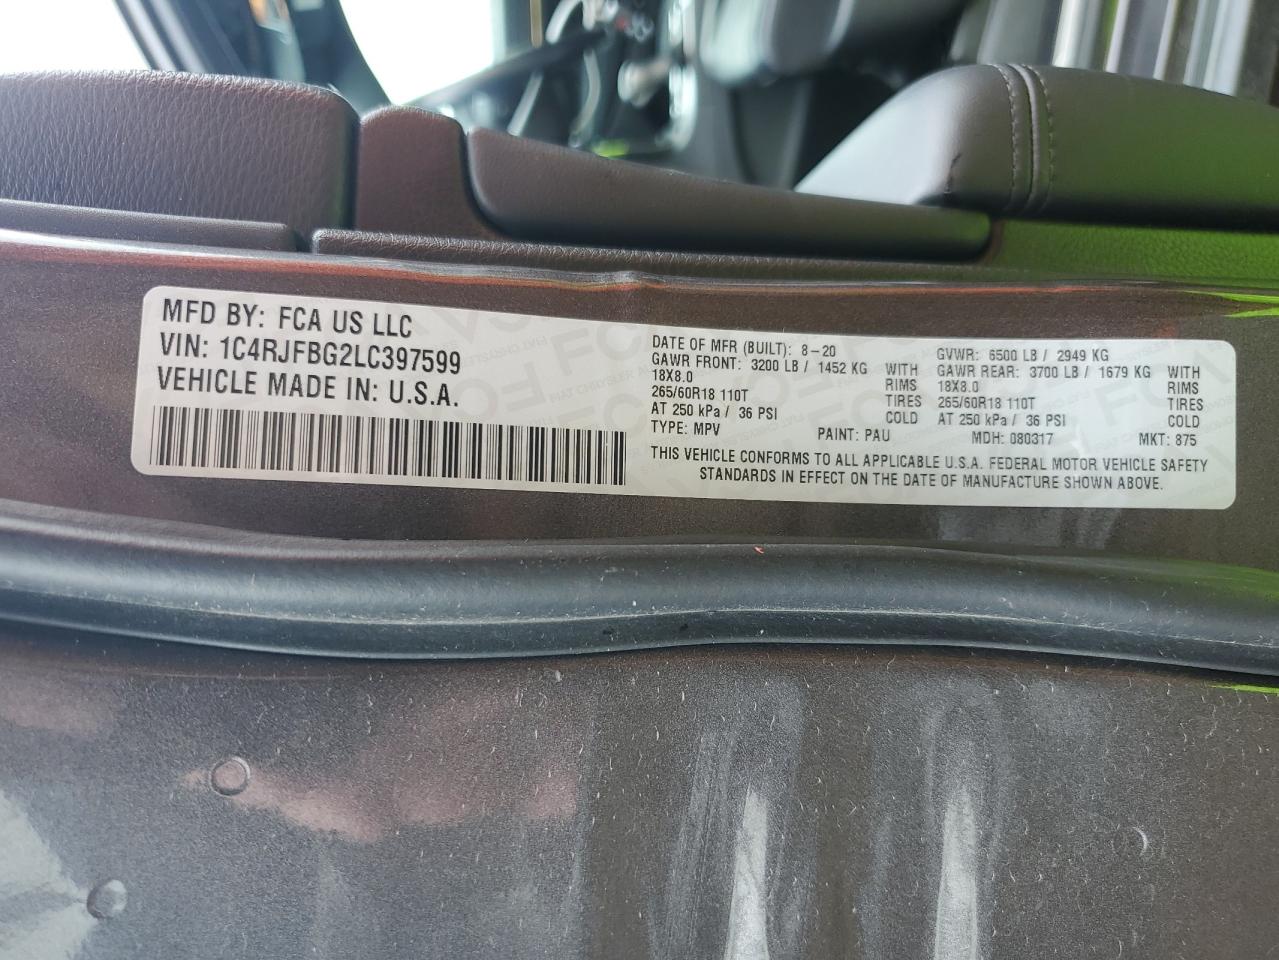 MFD BY: FCA US LLC
VIN: 1C4RJFBG2LC397599
VEHICLE MADE IN: U.S.A.
DATE OF MFR (BUILT): 8-20
GVWR: 6500 LB / 2949 KG
GAWR FRONT: 3200 LB / 1452 KG WITH
GAWR REAR: 3700 LB / 1679 KG WITH
18X8.0 RIMS
18X8.0 RIMS
265/60R18 110T TIRES
265/60R18 110T TIRES
AT 250 kPa / 36 PSI COLD
AT 250 kPa / 36 PSI COLD
TYPE: MPV PAINT: PAU MDH: 080317 MKT: 875
THIS VEHICLE CONFORMS TO ALL APPLICABLE U.S.A. FEDERAL MOTOR VEHICLE SAFETY
STANDARDS IN EFFECT ON THE DATE OF MANUFACTURE SHOWN ABOVE.